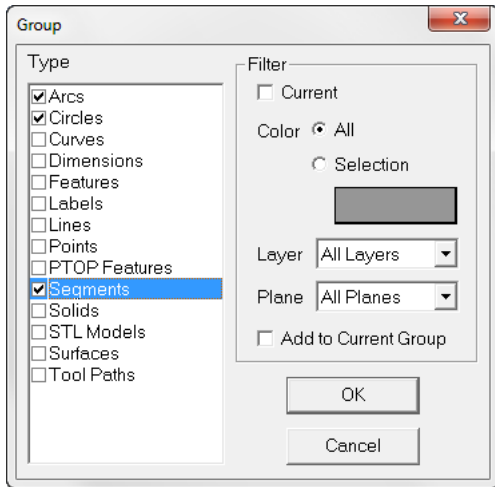 Group
Type
Arcs
Circles
Curves
Dimensions
Features
Labels
Lines
Points
PTOP Features
Segments
Solids
STL Models
Surfaces
Tool Paths
Filter
Current
Color All
Selection
Layer All Layers
Plane All Planes
Add to Current Group
OK
Cancel